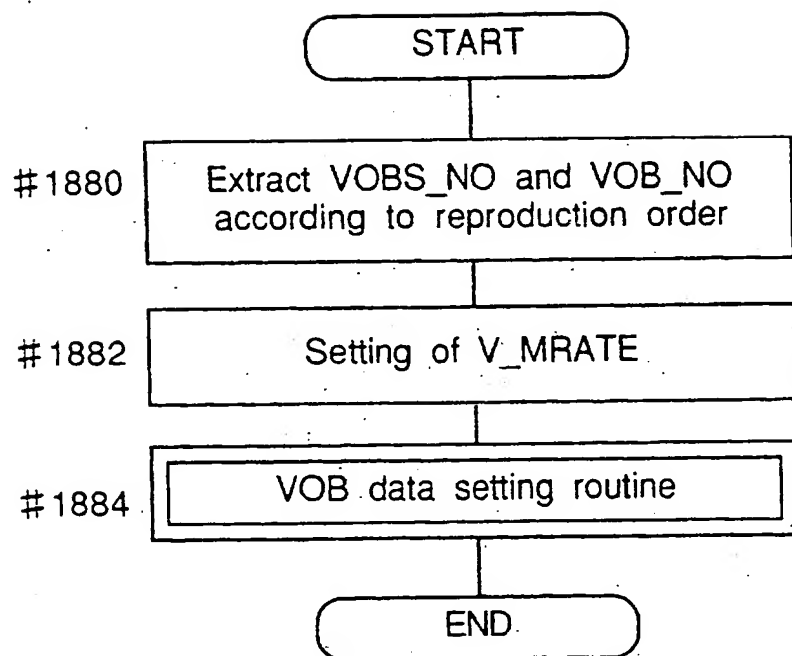 START
#1880
Extract VOBS_NO and VOB_NO
according to reproduction order
#1882
Setting of V_MRATE
#1884
VOB data setting routine
END